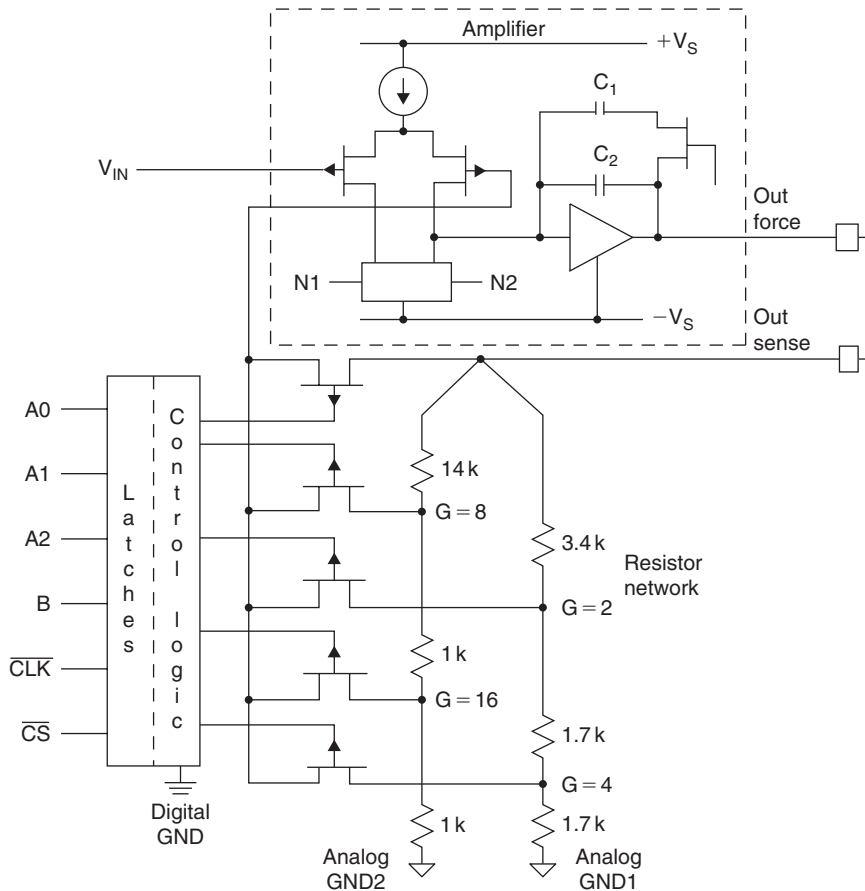 Amplifier
+V_S
C_1
V_IN
C_2
Out
force
N1
N2
−V_S
Out
sense
A0
A1
A2
B
C̅L̅K̅
C̅S̅
Latches
Control logic
14 k
G = 8
3.4 k
Resistor
network
G = 2
1 k
G = 16
1.7 k
G = 4
1 k
1.7 k
Digital
GND
Analog
GND2
Analog
GND1